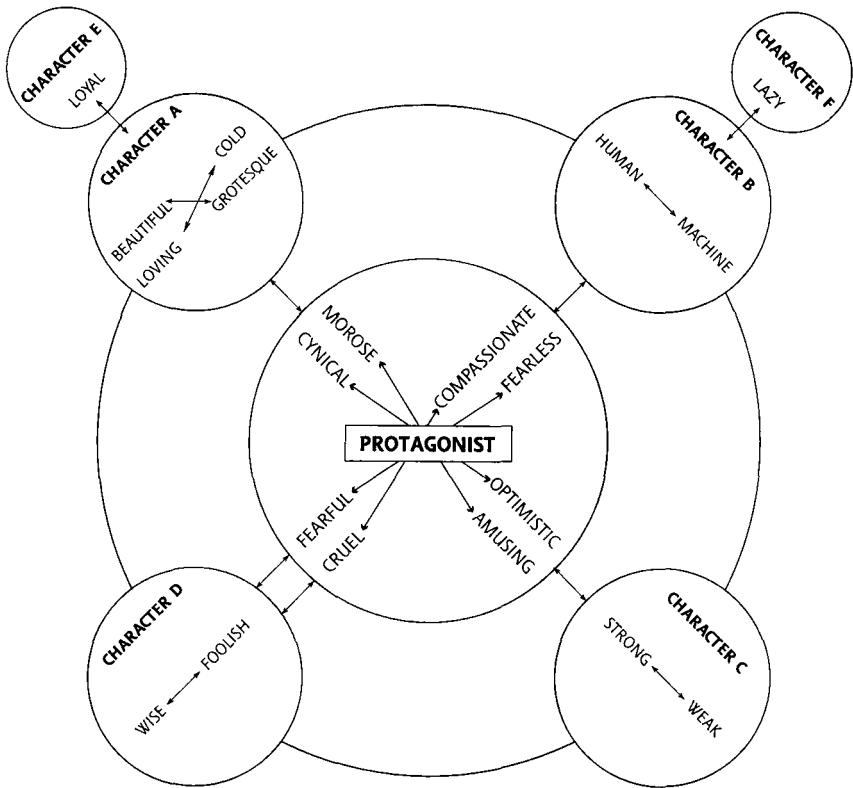 CHARACTER E
LOYAL
CHARACTER F
LAZY
CHARACTER A
COLD
GROTESQUE
BEAUTIFUL
LOVING
CHARACTER B
HUMAN
MACHINE
MOROSE
CYNICAL
COMPASSIONATE
FEARLESS
PROTAGONIST
FEARFUL
CRUEL
OPTIMISTIC
AMUSING
CHARACTER D
FOOLISH
WISE
CHARACTER C
STRONG
WEAK